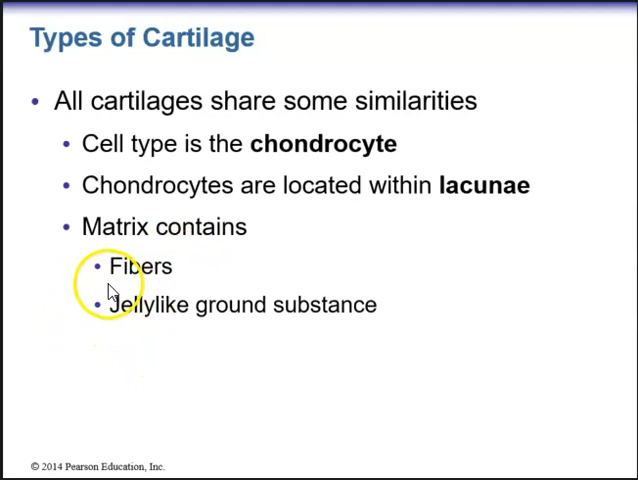 Types of Cartilage
• All cartilages share some similarities
• Cell type is the chondrocyte
• Chondrocytes are located within lacunae
• Matrix contains
• Fibers
• Jellylike ground substance
© 2014 Pearson Education, Inc.